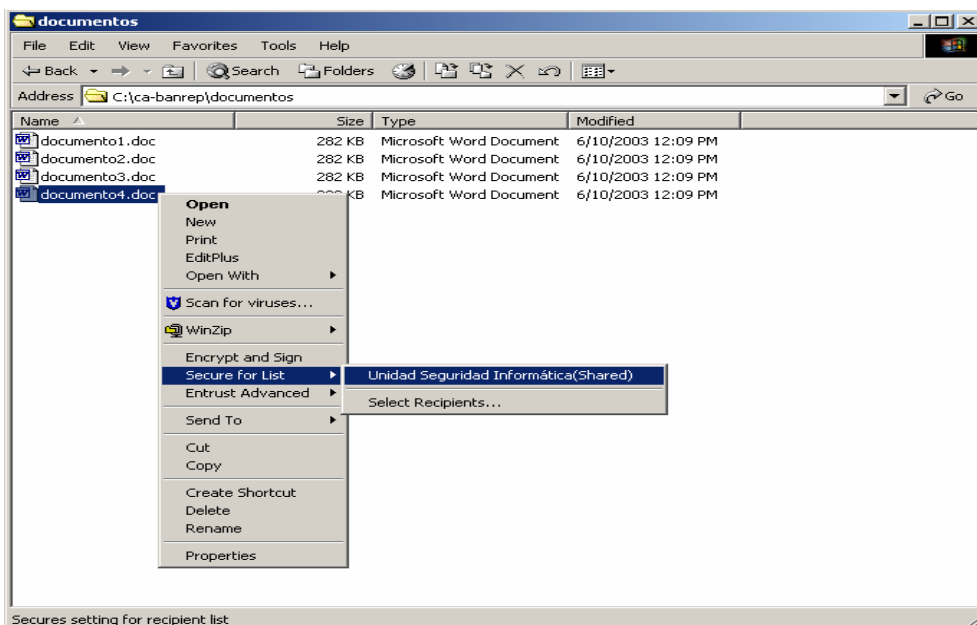 documentos
File Edit View Favorites Tools Help
Back Search Folders
Address C:\ca-banrep\documentos Go
Name Size Type Modified
documento1.doc 282 KB Microsoft Word Document 6/10/2003 12:09 PM
documento2.doc 282 KB Microsoft Word Document 6/10/2003 12:09 PM
documento3.doc 282 KB Microsoft Word Document 6/10/2003 12:09 PM
documento4.doc KB Microsoft Word Document 6/10/2003 12:09 PM
Open
New
Print
EditPlus
Open With
Scan for viruses...
WinZip
Encrypt and Sign
Secure for List
Unidad Seguridad Informática(Shared)
Entrust Advanced
Select Recipients...
Send To
Cut
Copy
Create Shortcut
Delete
Rename
Properties
Secures setting for recipient list